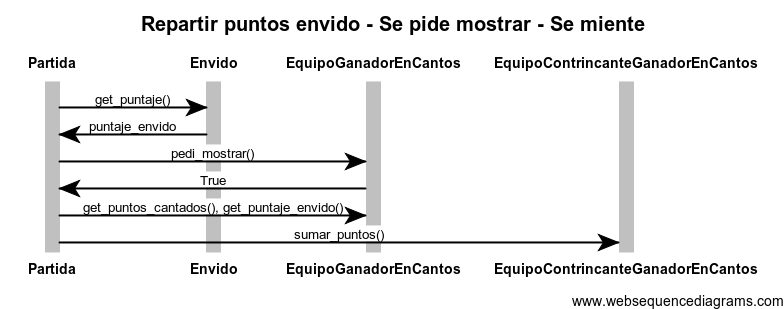 Repartir puntos envido - Se pide mostrar - Se miente
Partida Envido EquipoGanadorEnCantos EquipoContrincanteGanadorEnCantos
get_puntaje()
puntaje_envido
pedi_mostrar()
True
get_puntos_cantados(), get_puntaje_envido()
sumar_puntos()
Partida Envido EquipoGanadorEnCantos EquipoContrincanteGanadorEnCantos
www.websequencediagrams.com